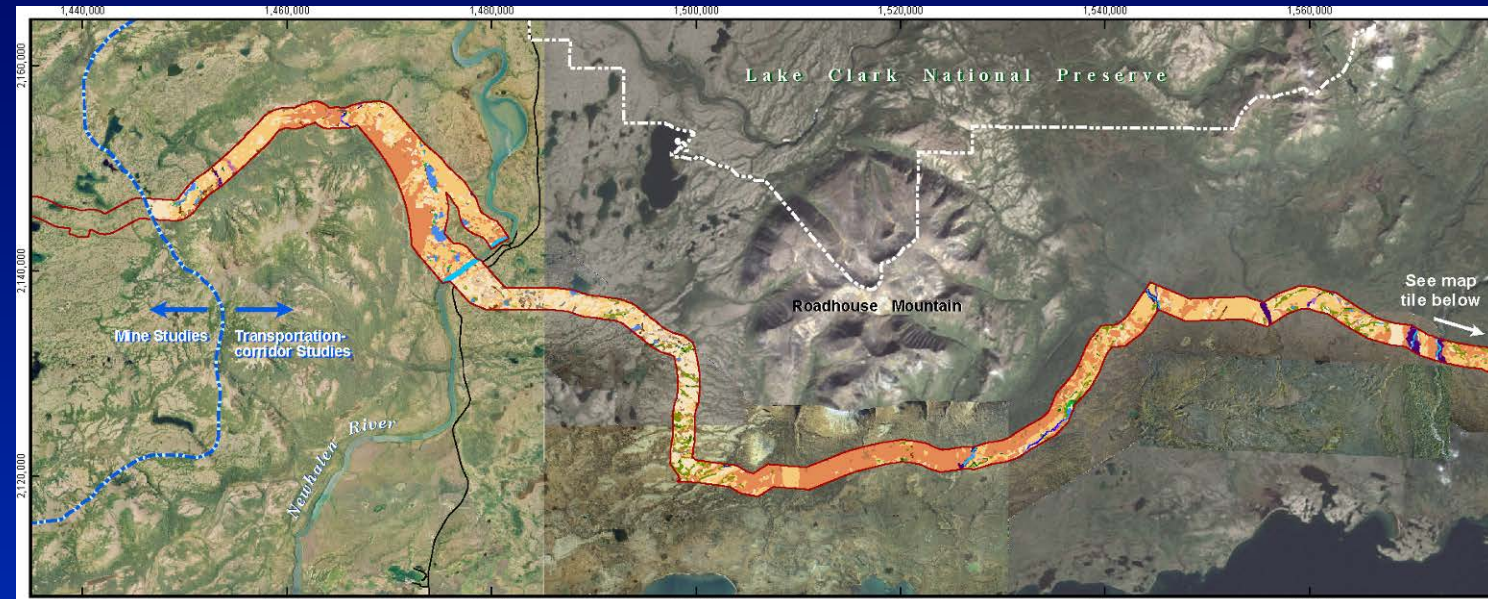 1,440,000 1,460,000 1,480,000 1,500,000 1,520,000 1,540,000 1,560,000
2,160,000
2,140,000
2,120,000
Lake Clark National Preserve
Roadhouse Mountain
See map
tile below
Mine Studies
Transportation-
corridor Studies
Newhalen River